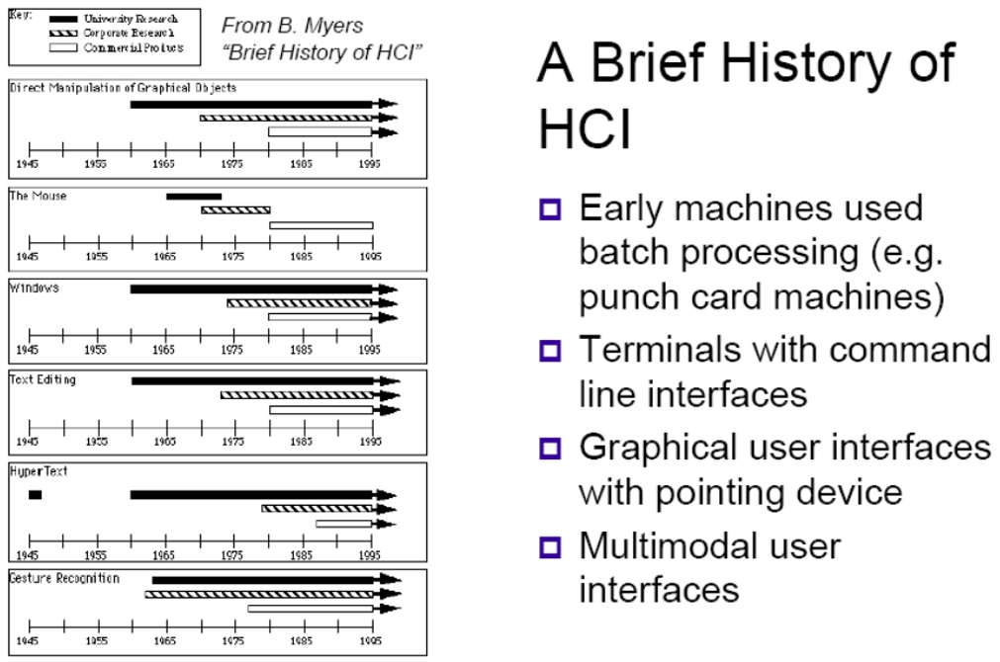 Key:
University Research
Corporate Research
Commercial Products
From B. Myers
“Brief History of HCI”
Direct Manipulation of Graphical Objects
1945 1955 1965 1975 1985 1995
The Mouse
1945 1955 1965 1975 1985 1995
Windows
1945 1955 1965 1975 1985 1995
Text Editing
1945 1955 1965 1975 1985 1995
HyperText
1945 1955 1965 1975 1985 1995
Gesture Recognition
1945 1955 1965 1975 1985 1995
A Brief History of
HCI
Early machines used
batch processing (e.g.
punch card machines)
Terminals with command
line interfaces
Graphical user interfaces
with pointing device
Multimodal user
interfaces